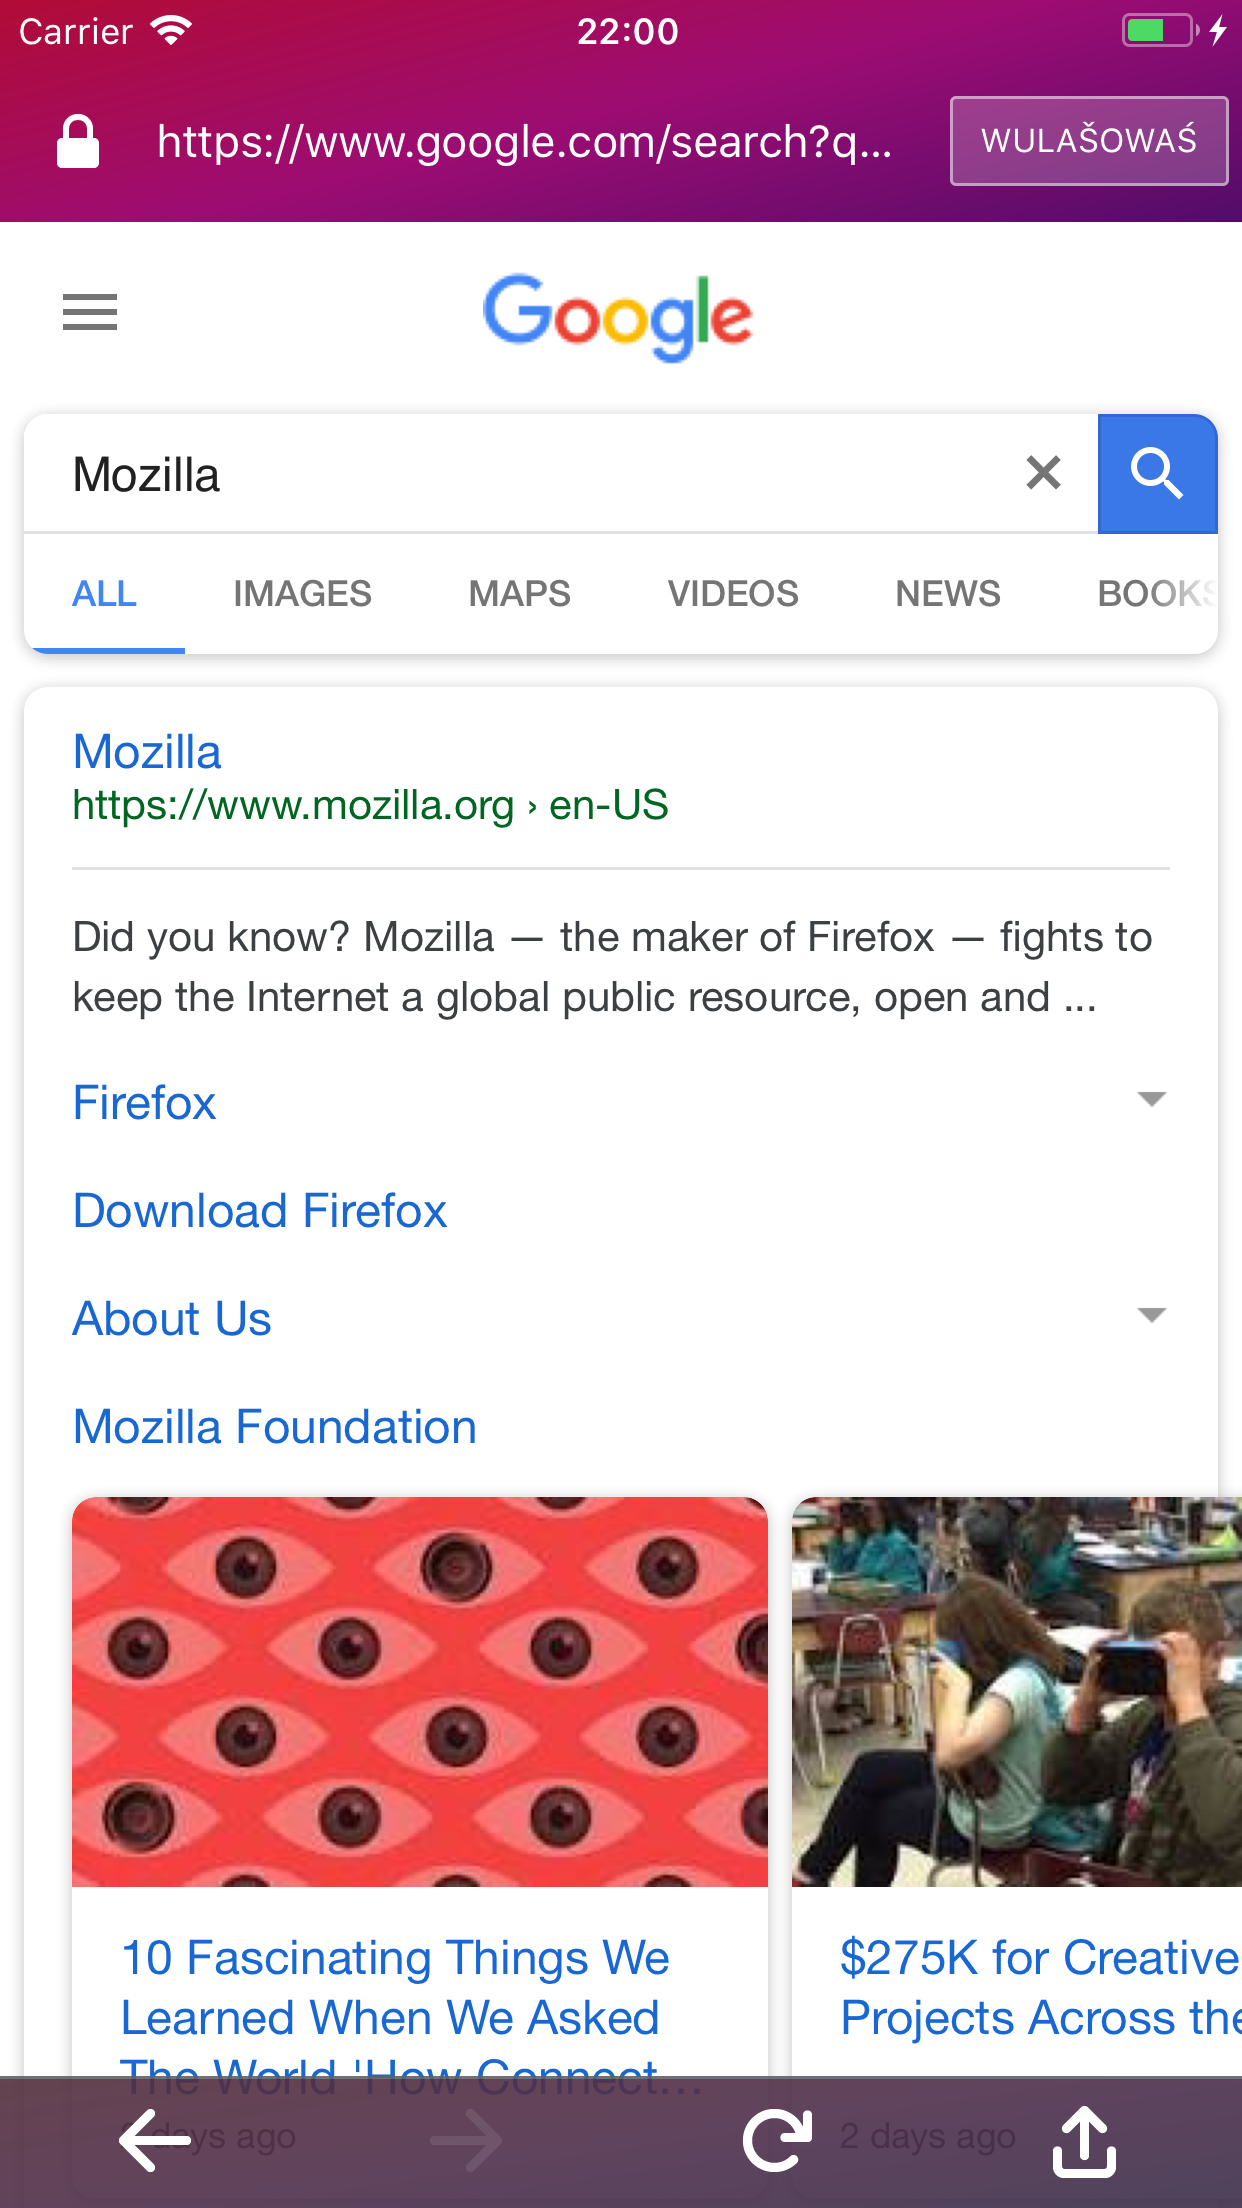 Carrier 22:00
https://www.google.com/search?q... WULAŠOWAŚ
Google
Mozilla
ALL IMAGES MAPS VIDEOS NEWS BOOKS
Mozilla
https://www.mozilla.org › en-US
Did you know? Mozilla — the maker of Firefox — fights to
keep the Internet a global public resource, open and ...
Firefox
Download Firefox
About Us
Mozilla Foundation
10 Fascinating Things We
Learned When We Asked
The World 'How Connect...
days ago
$275K for Creative
Projects Across the
2 days ago